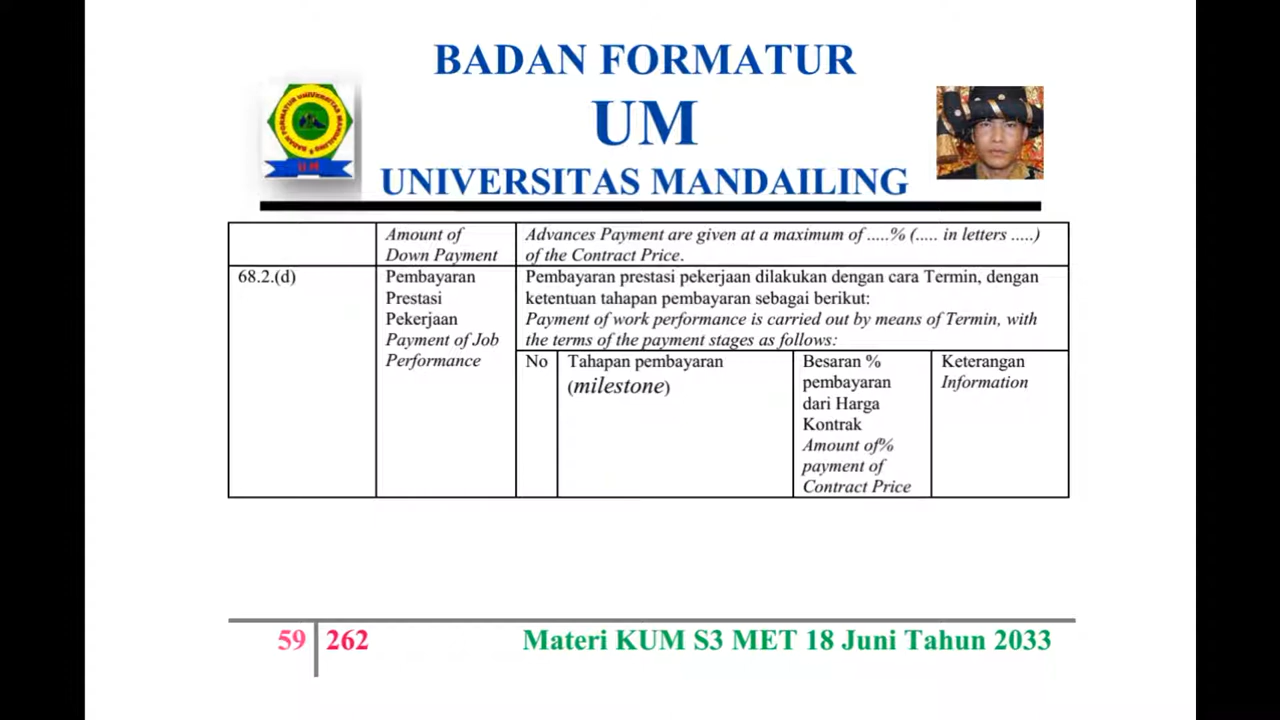 BADAN FORMATUR
UM
UNIVERSITAS MANDAILING
BADAN FORMATUR UNIVERSITAS MANDAILING
U M
Amount of
Down Payment
Advances Payment are given at a maximum of .....% (..... in letters .....)
of the Contract Price.
68.2.(d)
Pembayaran
Prestasi
Pekerjaan
Payment of Job
Performance
Pembayaran prestasi pekerjaan dilakukan dengan cara Termin, dengan
ketentuan tahapan pembayaran sebagai berikut:
Payment of work performance is carried out by means of Termin, with
the terms of the payment stages as follows:
No
Tahapan pembayaran
(milestone)
Besaran %
pembayaran
dari Harga
Kontrak
Amount of%
payment of
Contract Price
Keterangan
Information
59
262
Materi KUM S3 MET 18 Juni Tahun 2033